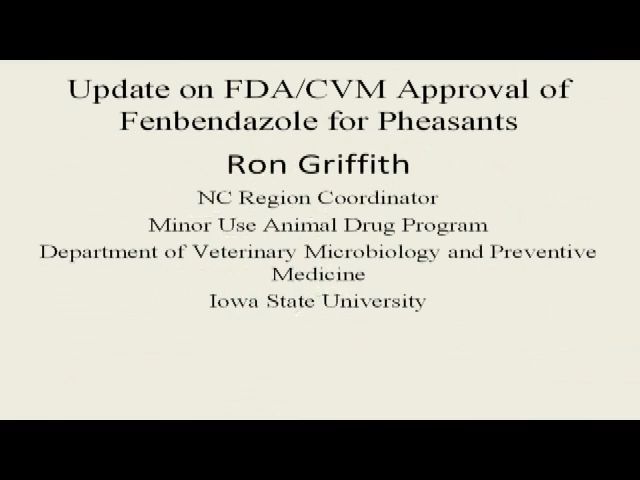 Update on FDA/CVM Approval of
Fenbendazole for Pheasants
Ron Griffith
NC Region Coordinator
Minor Use Animal Drug Program
Department of Veterinary Microbiology and Preventive
Medicine
Iowa State University